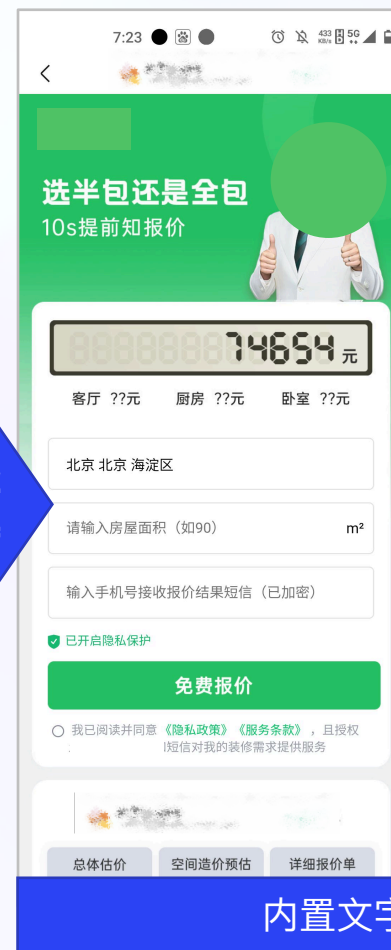 7:23
433 KB/s 5G
选半包还是全包
10s提前知报价
74654 元
客厅 ??元 厨房 ??元 卧室 ??元
北京 北京 海淀区
请输入房屋面积（如90） m²
输入手机号接收报价结果短信（已加密）
已开启隐私保护
免费报价
我已阅读并同意《隐私政策》《服务条款》，且授权
短信对我的装修需求提供服务
总体估价 空间造价预估 详细报价单
内置文字